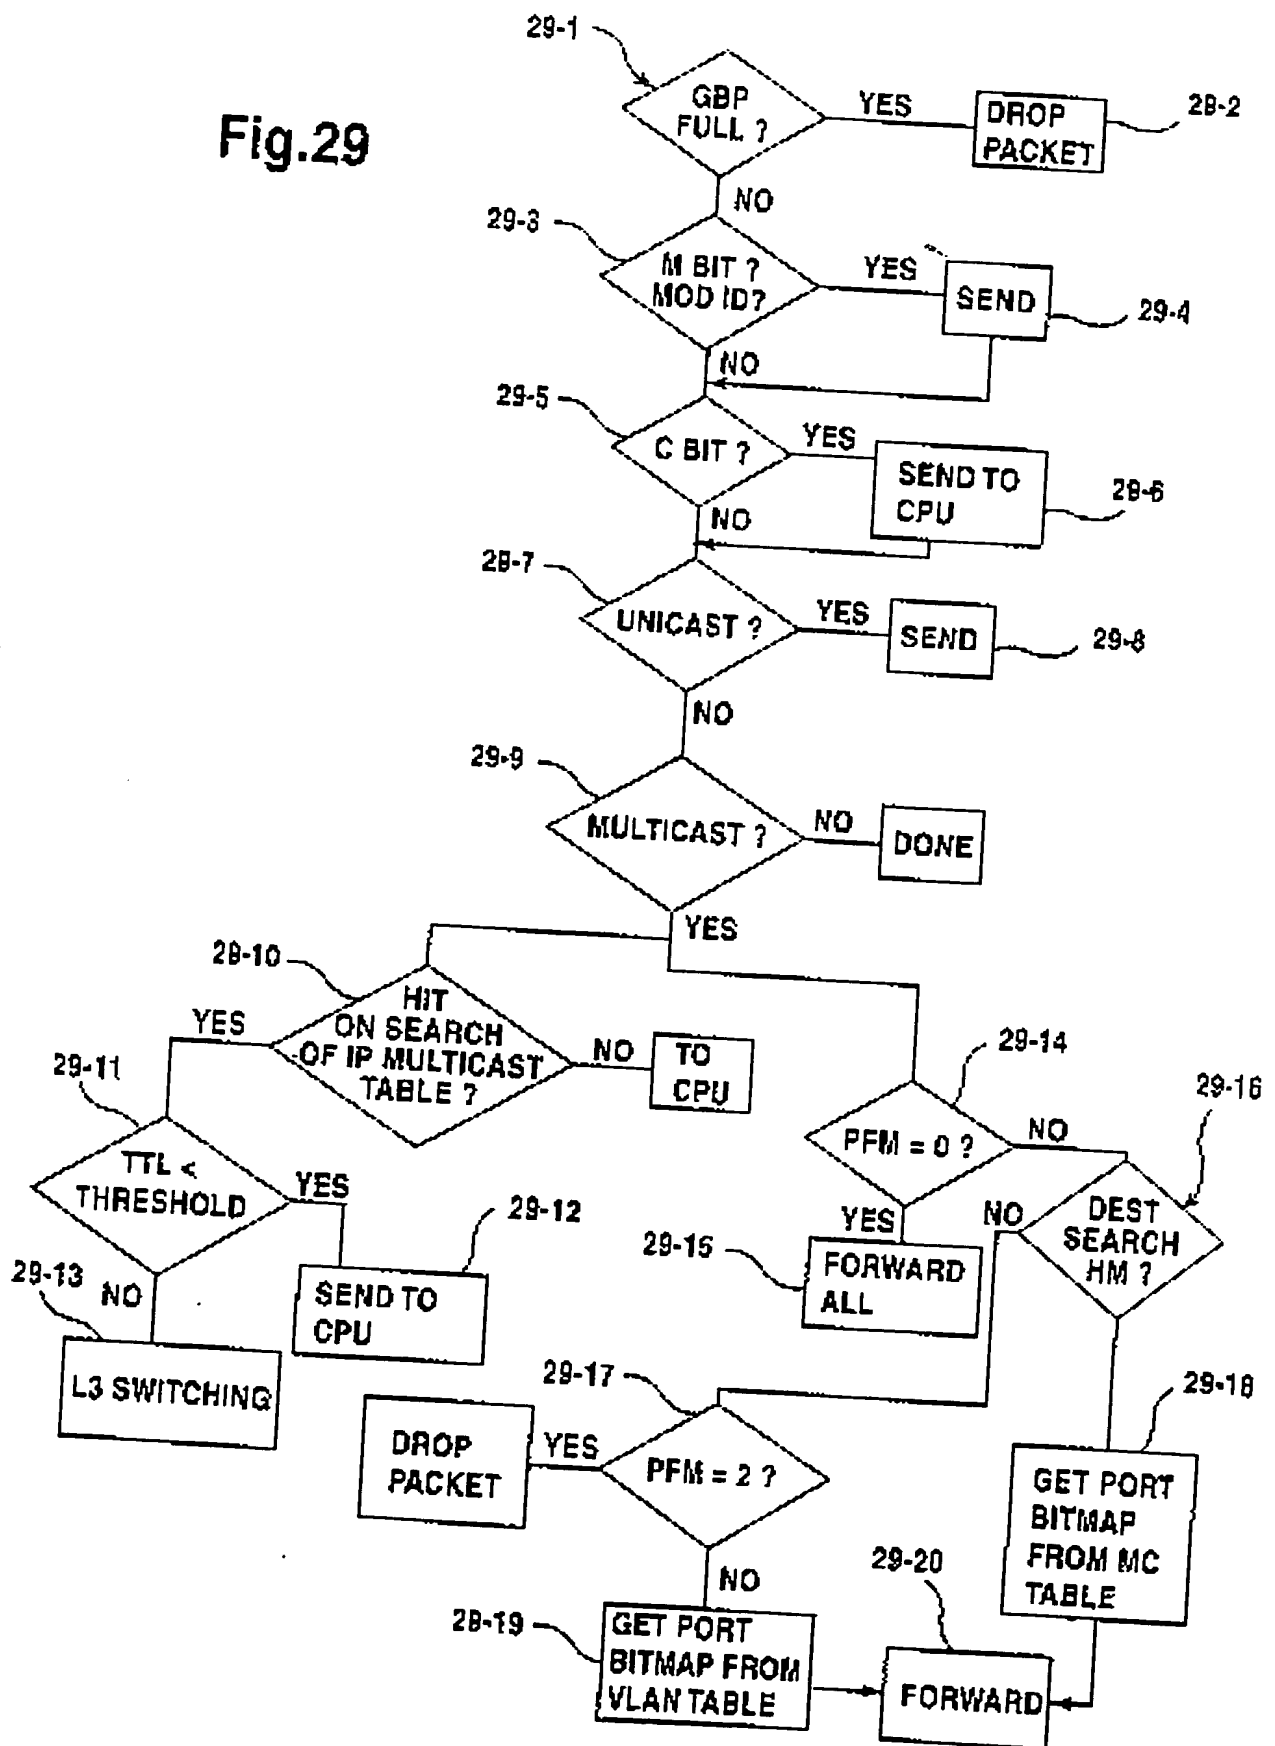 Fig.29
29-1
GBP
FULL ?
YES
DROP
PACKET
29-2
NO
29-3
M BIT ?
MOD ID?
YES
SEND
29-4
NO
29-5
C BIT ?
YES
SEND TO
CPU
29-6
NO
29-7
UNICAST ?
YES
SEND
29-8
NO
29-9
MULTICAST ?
NO
DONE
YES
29-10
HIT
ON SEARCH
OF IP MULTICAST
TABLE ?
YES
NO
TO
CPU
29-11
TTL <
THRESHOLD
YES
29-12
SEND TO
CPU
29-13
NO
L3 SWITCHING
29-14
PFM = 0 ?
NO
29-16
YES
29-15
FORWARD
ALL
NO
DEST
SEARCH
HM ?
29-17
PFM = 2 ?
YES
DROP
PACKET
29-18
GET PORT
BITMAP
FROM MC
TABLE
NO
29-19
GET PORT
BITMAP FROM
VLAN TABLE
29-20
FORWARD